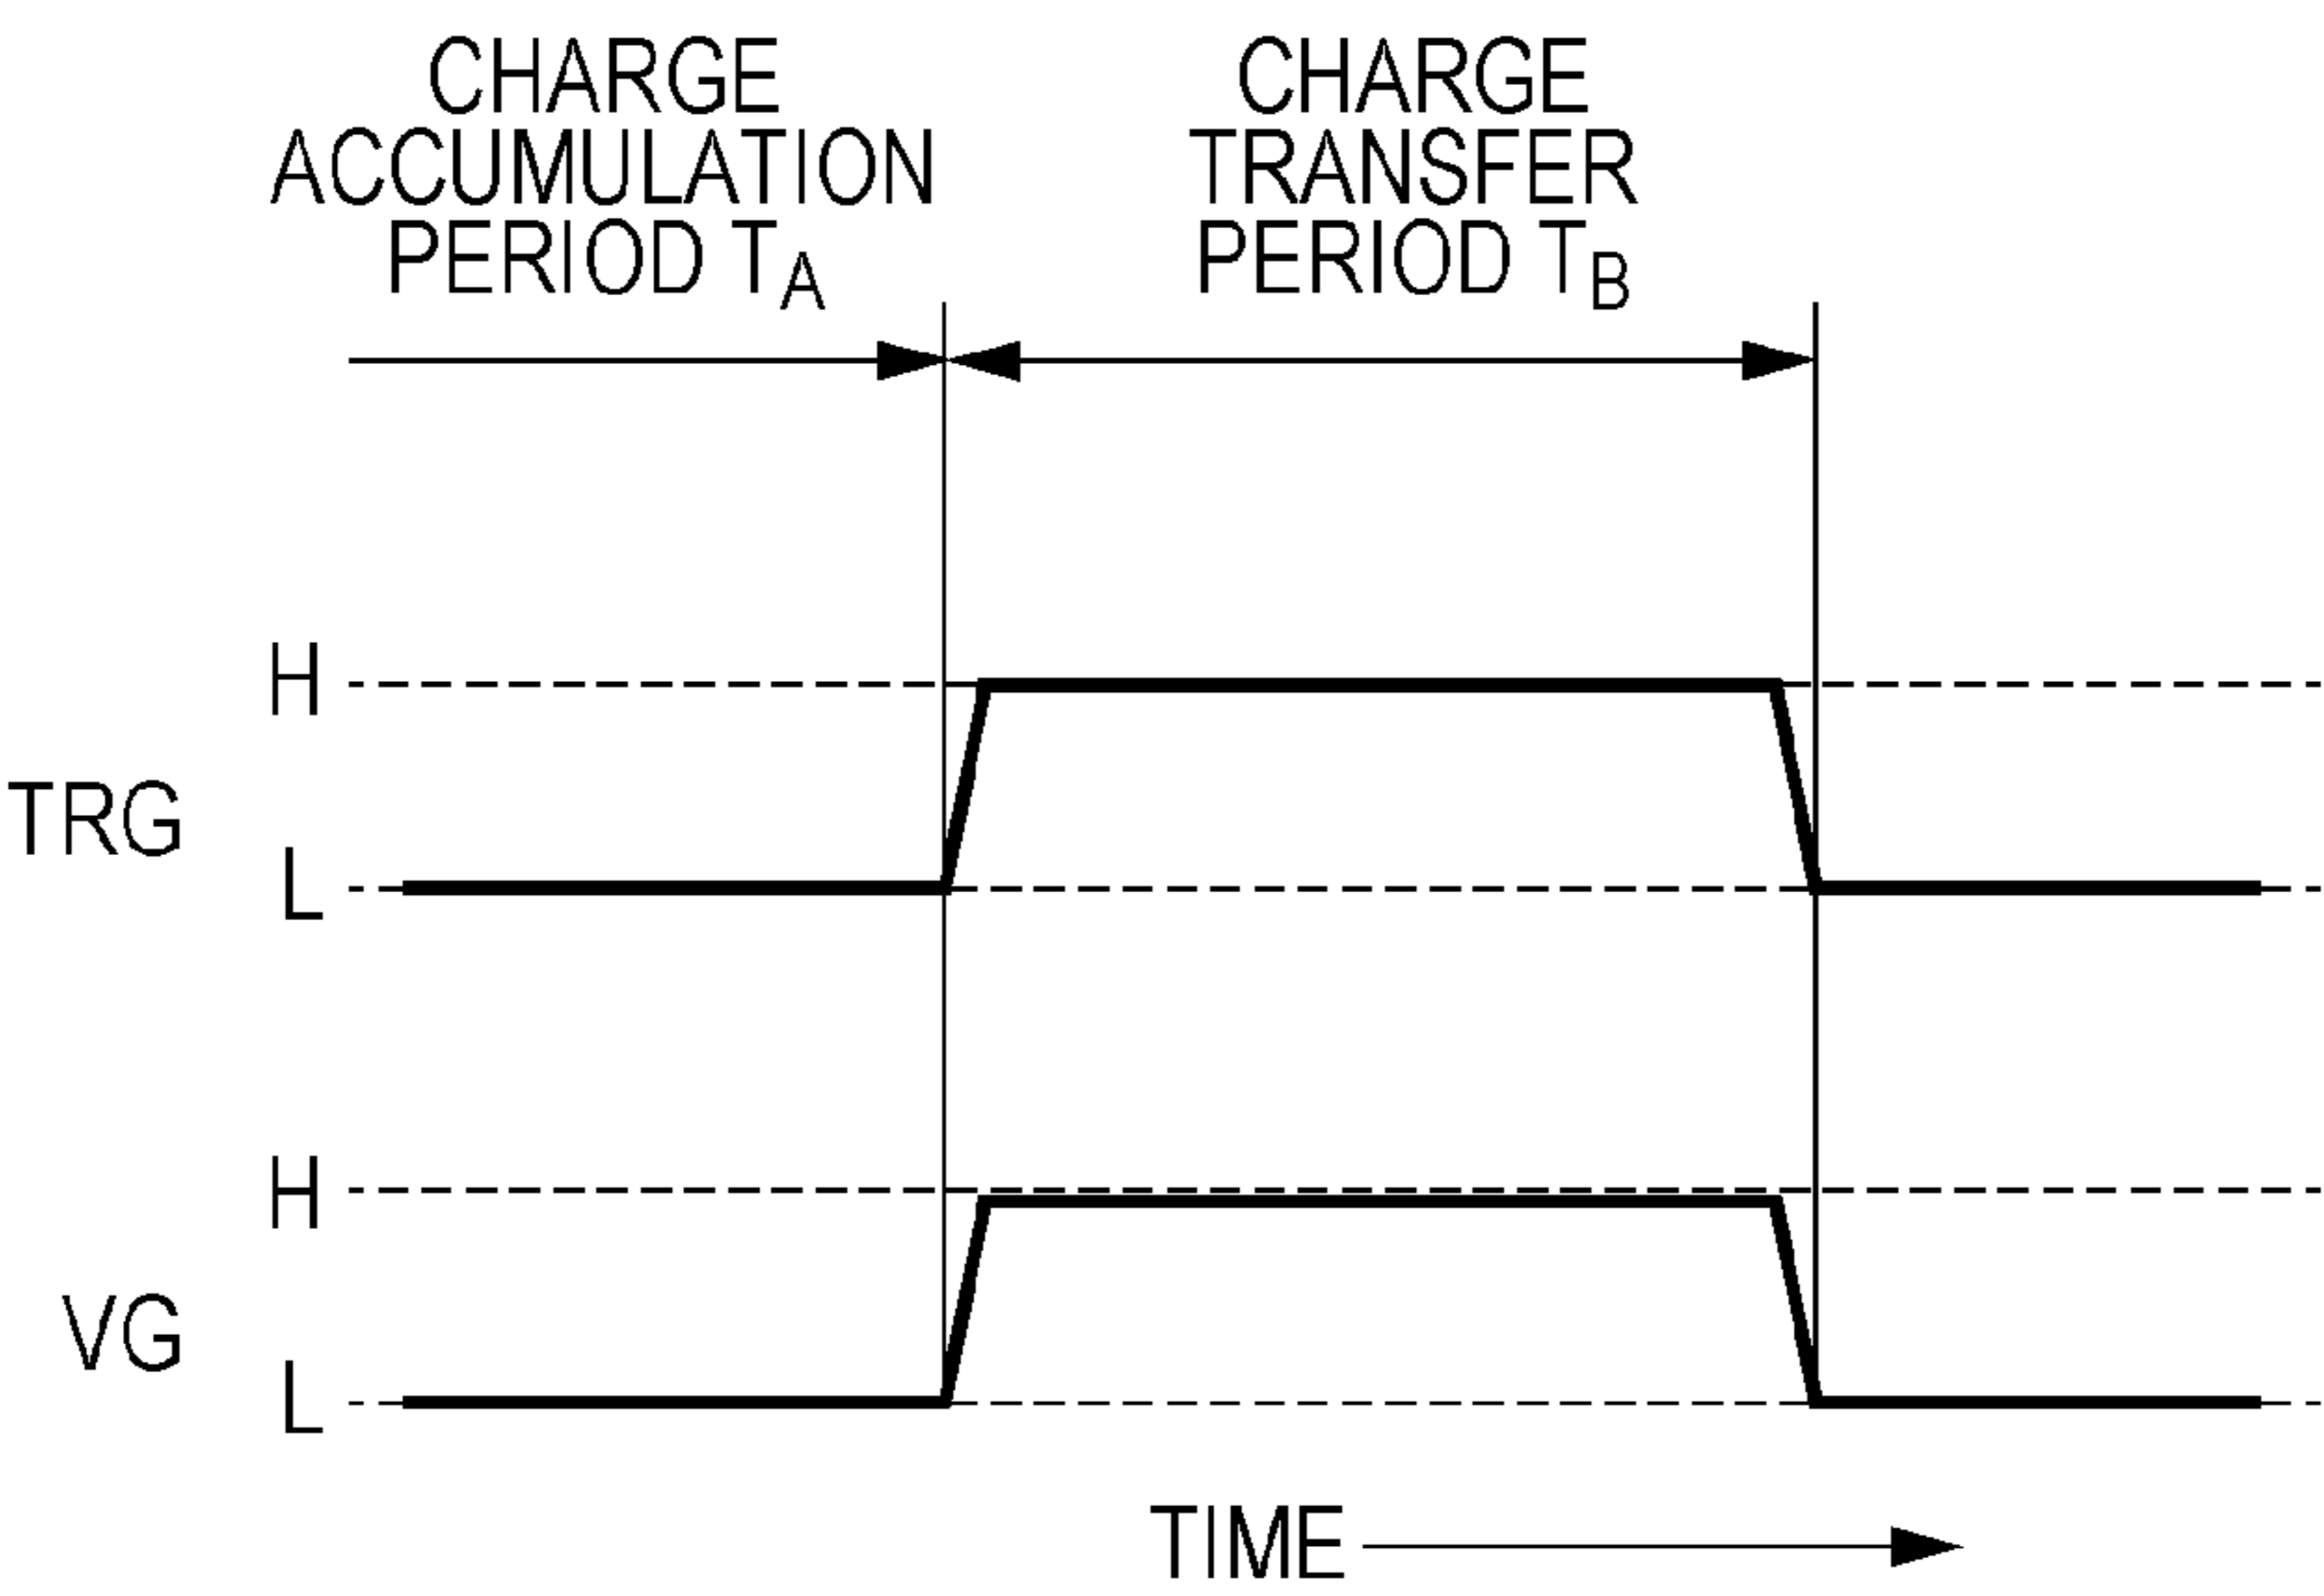 CHARGE
ACCUMULATION
PERIOD TA
CHARGE
TRANSFER
PERIOD TB
H
TRG
L
H
VG
L
TIME